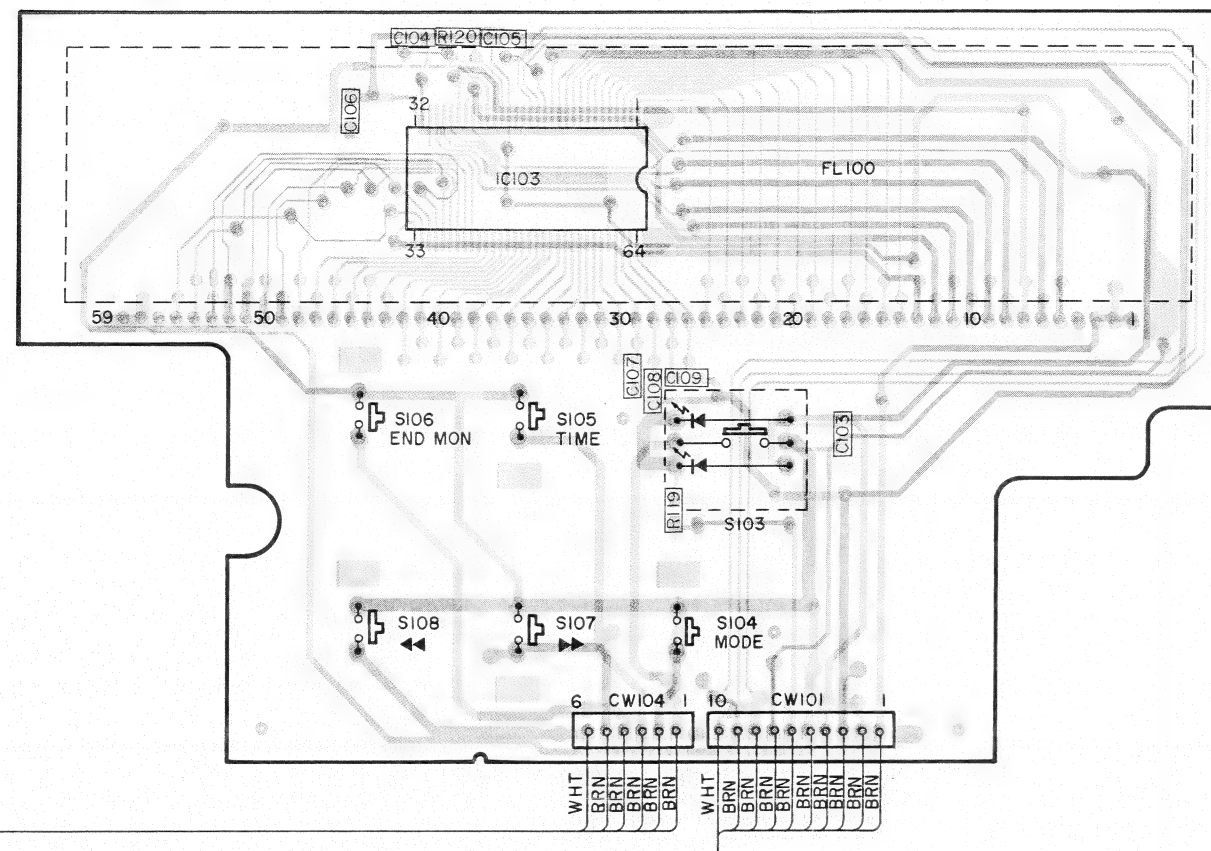 C104 R120 C105
C106
32
IC103
FL100
33
64
59 50 40 30 20 10 1
C107
C108
C109
S106
END MON
S105
TIME
C103
R119
S103
S108
S107
S104
MODE
6 CW104 1
10 CW101 1
WHT BRN BRN BRN BRN BRN
WHT BRN BRN BRN BRN BRN BRN BRN BRN BRN